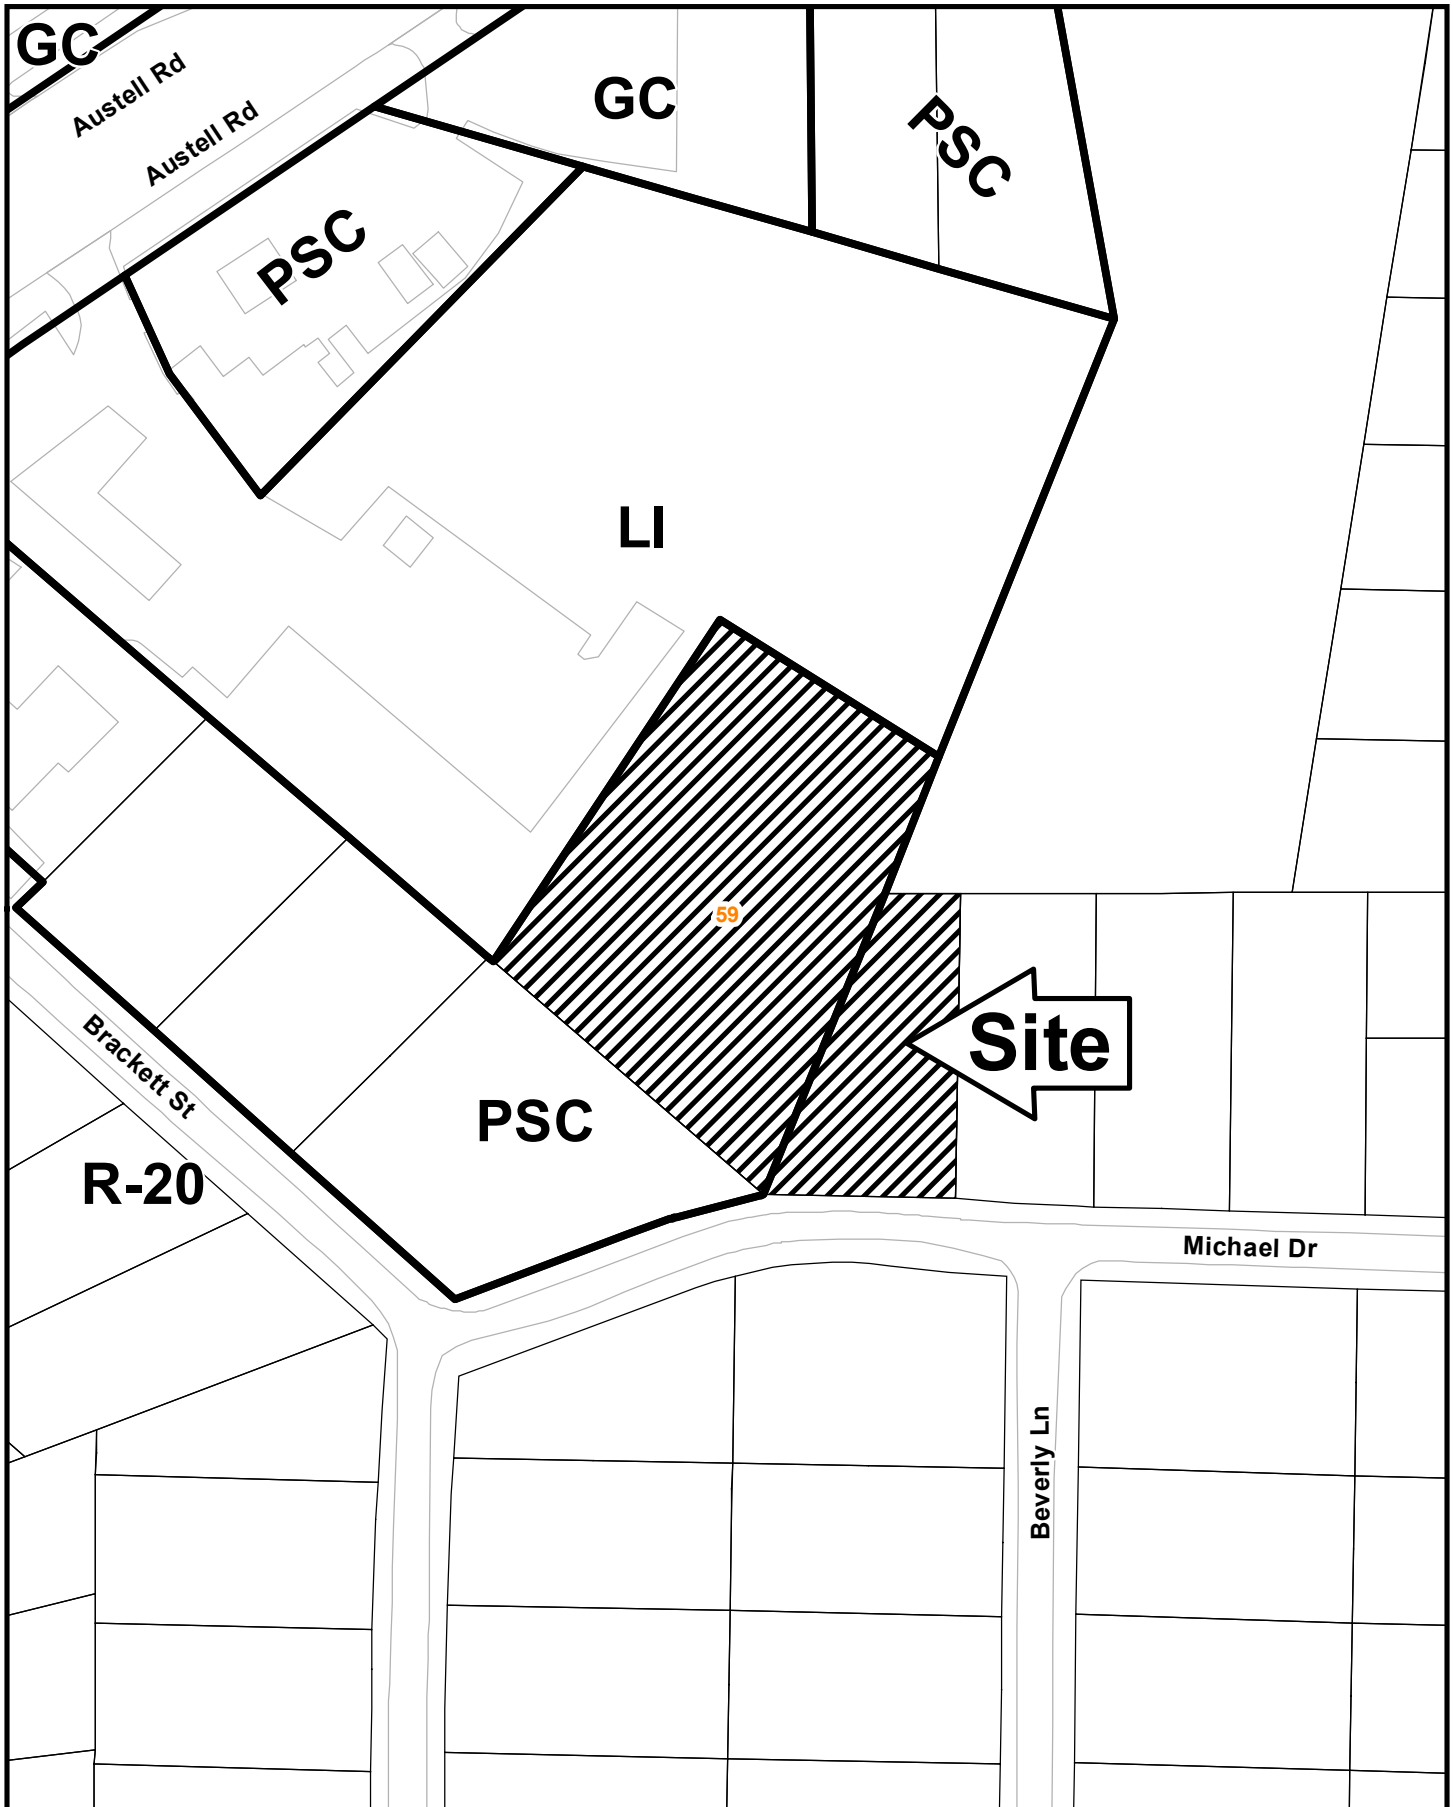 GC
Austell Rd
Austell Rd
GC
PSC
PSC
LI
59
Site
Brackett St
PSC
R-20
Michael Dr
Beverly Ln